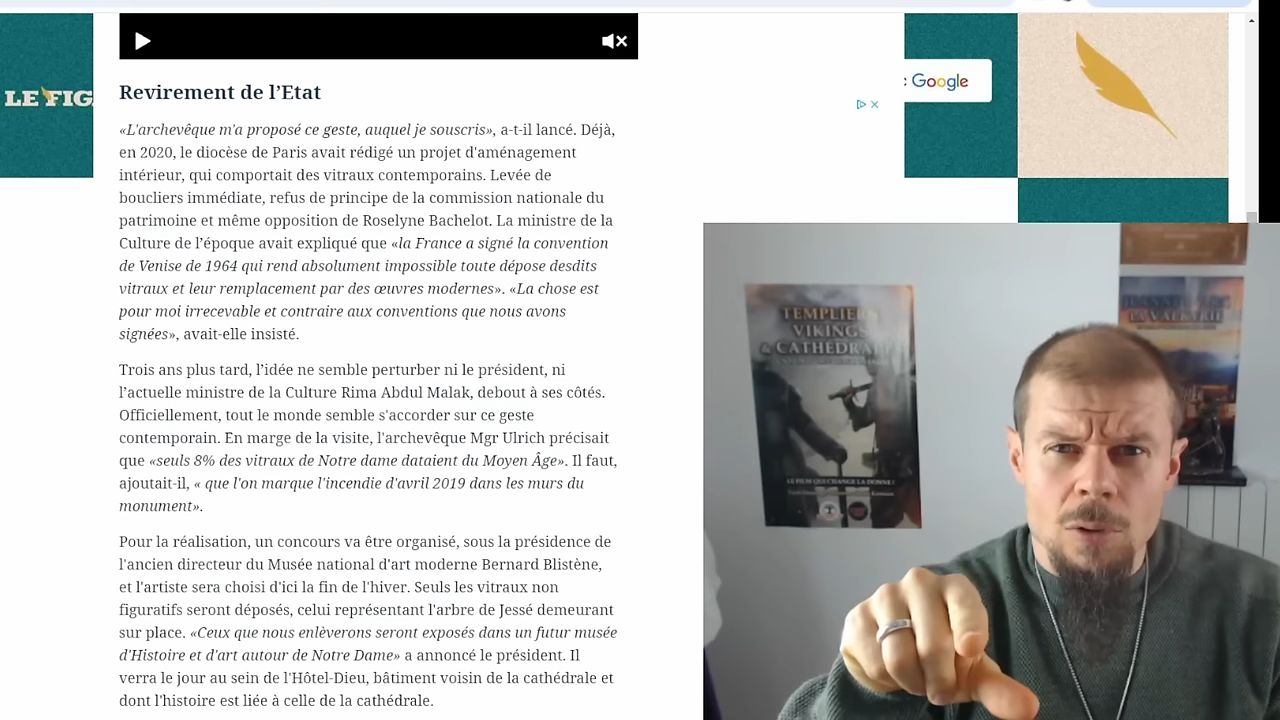 LE FIG
Google
Revirement de l’Etat
«L'archevêque m'a proposé ce geste, auquel je souscris», a-t-il lancé. Déjà,
en 2020, le diocèse de Paris avait rédigé un projet d'aménagement
intérieur, qui comportait des vitraux contemporains. Levée de
boucliers immédiate, refus de principe de la commission nationale du
patrimoine et même opposition de Roselyne Bachelot. La ministre de la
Culture de l’époque avait expliqué que «la France a signé la convention
de Venise de 1964 qui rend absolument impossible toute dépose desdits
vitraux et leur remplacement par des œuvres modernes». «La chose est
pour moi irrecevable et contraire aux conventions que nous avons
signées», avait-elle insisté.
Trois ans plus tard, l’idée ne semble perturber ni le président, ni
l’actuelle ministre de la Culture Rima Abdul Malak, debout à ses côtés.
Officiellement, tout le monde semble s'accorder sur ce geste
contemporain. En marge de la visite, l'archevêque Mgr Ulrich précisait
que «seuls 8% des vitraux de Notre dame dataient du Moyen Âge». Il faut,
ajoutait-il, « que l'on marque l'incendie d'avril 2019 dans les murs du
monument».
Pour la réalisation, un concours va être organisé, sous la présidence de
l'ancien directeur du Musée national d'art moderne Bernard Blistène,
et l'artiste sera choisi d'ici la fin de l'hiver. Seuls les vitraux non
figuratifs seront déposés, celui représentant l'arbre de Jessé demeurant
sur place. «Ceux que nous enlèverons seront exposés dans un futur musée
d'Histoire et d'art autour de Notre Dame» a annoncé le président. Il
verra le jour au sein de l'Hôtel-Dieu, bâtiment voisin de la cathédrale et
dont l'histoire est liée à celle de la cathédrale.
TEMPLIERS
VIKINGS
& CATHÉDRA
LE FILM QUI CHANGE LA DONNE !
LA VALKYRIE